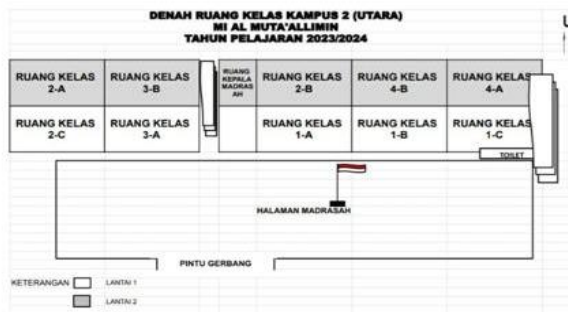 DENAH RUANG KELAS KAMPUS 2 (UTARA)
MI AL MUTA'ALLIMIN
TAHUN PELAJARAN 2023/2024
U
RUANG KELAS
2-A
RUANG KELAS
3-B
RUANG
KEPALA
MADRAS
AH
RUANG KELAS
2-B
RUANG KELAS
4-B
RUANG KELAS
4-A
RUANG KELAS
2-C
RUANG KELAS
3-A
RUANG KELAS
1-A
RUANG KELAS
1-B
RUANG KELAS
1-C
TOILET
HALAMAN MADRASAH
PINTU GERBANG
KETERANGAN
LANTAI 1
LANTAI 2